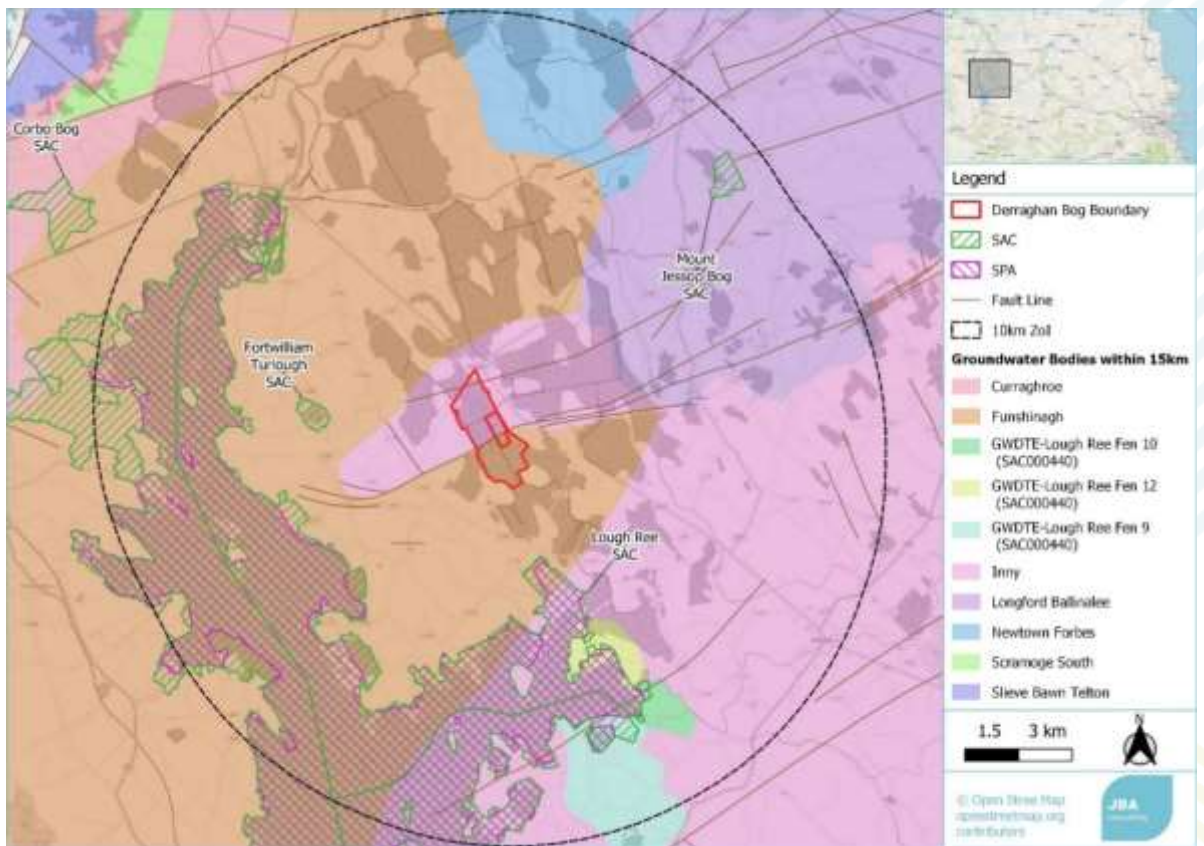 Corbo Bog
SAC
Mount
Jessop Bog
SAC
Fortwilliam
Turlough
SAC
Lough Ree
SAC
Legend
Derraghan Bog Boundary
SAC
SPA
Fault Line
10km ZoI
Groundwater Bodies within 15km
Curraghroe
Funshinagh
GWDTE-Lough Ree Fen 10
(SAC000440)
GWDTE-Lough Ree Fen 12
(SAC000440)
GWDTE-Lough Ree Fen 9
(SAC000440)
Inny
Longford Ballinalee
Newtown Forbes
Scramoge South
Slieve Bawn Telton
1.5 3 km
N
© Open Street Map
openstreetmap.org
contributors
JBA
consulting